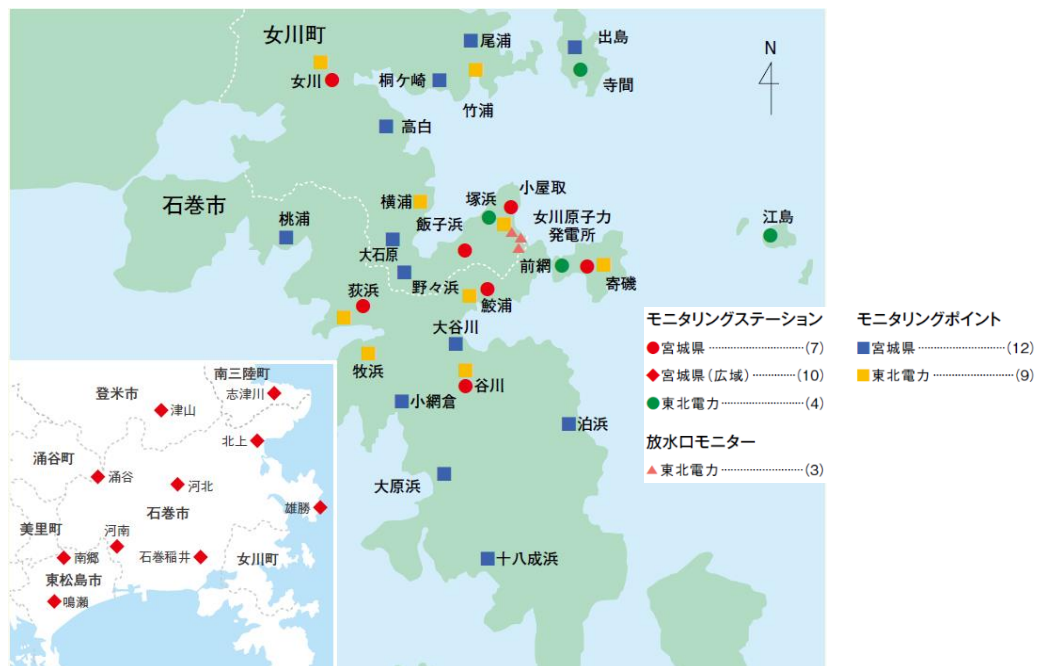 女川町
尾浦
出島
N
女川
桐ケ崎
寺間
竹浦
高白
石巻市
小屋取
横浦
塚浜
桃浦
飯子浜
女川原子力
発電所
江島
大石原
前網
野々浜
寄磯
荻浜
鮫浦
大谷川
牧浜
谷川
小網倉
泊浜
大原浜
十八成浜
モニタリングステーション
宮城県 (7)
宮城県(広域) (10)
東北電力 (4)
放水口モニター
東北電力 (3)
モニタリングポイント
宮城県 (12)
東北電力 (9)
南三陸町
志津川
登米市
津山
北上
涌谷町
涌谷
河北
雄勝
石巻市
美里町
河南
南郷
石巻稲井
女川町
東松島市
鳴瀬